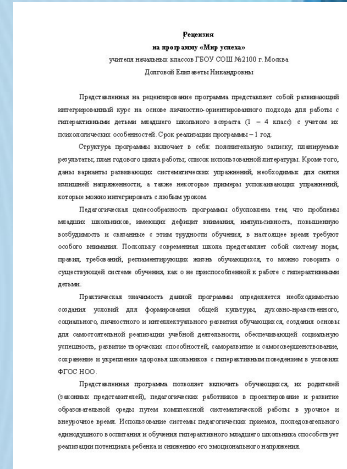 Рецензия
на программу «Мир успеха»
учителя начальных классов ГБОУ СОШ №2100 г. Москва
Долговой Елизаветы Никандровны
Представленная на рецензирование программа представляет собой развивающий
интегрированный курс на основе личностно-ориентированного подхода для работы с
гиперактивными детьми младшего школьного возраста (1 – 4 класс) с учетом их
психологических особенностей. Срок реализации программы – 1 год.
Структура программы включает в себя: пояснительную записку, планируемые
результаты, план годового цикла работы, список использованной литературы. Кроме того,
даны варианты развивающих систематических упражнений, необходимых для снятия
излишней напряженности, а также некоторые примеры успокаивающих упражнений,
которые можно интегрировать с любым уроком.
Педагогическая целесообразность программы обусловлена тем, что проблемы
младших школьников, имеющих дефицит внимания, импульсивность, повышенную
возбудимость и связанные с этим трудности обучения, в настоящее время требуют
особого внимания. Поскольку современная школа представляет собой систему норм,
правил, требований, регламентирующих жизнь обучающихся, то можно говорить о
существующей системе обучения, как о не приспособленной к работе с гиперактивными
детьми.
Практическая значимость данной программы определяется необходимостью
создания условий для формирования общей культуры, духовно-нравственного,
социального, личностного и интеллектуального развития обучающихся, создания основы
для самостоятельной реализации учебной деятельности, обеспечивающей социальную
успешность, развитие творческих способностей, саморазвитие и самосовершенствование,
сохранение и укрепление здоровья школьников с гиперактивным поведением в условиях
ФГОС НОО.
Представленная программа позволяет включить обучающихся, их родителей
(законных представителей), педагогических работников в проектирование и развитие
образовательной среды путем комплексной систематической работы в урочное и
внеурочное время. Использование системы педагогических приемов, последовательного
единодушного воспитания и обучения гиперактивного младшего школьника способствует
реализации потенциала ребенка и снижению его эмоционального напряжения.